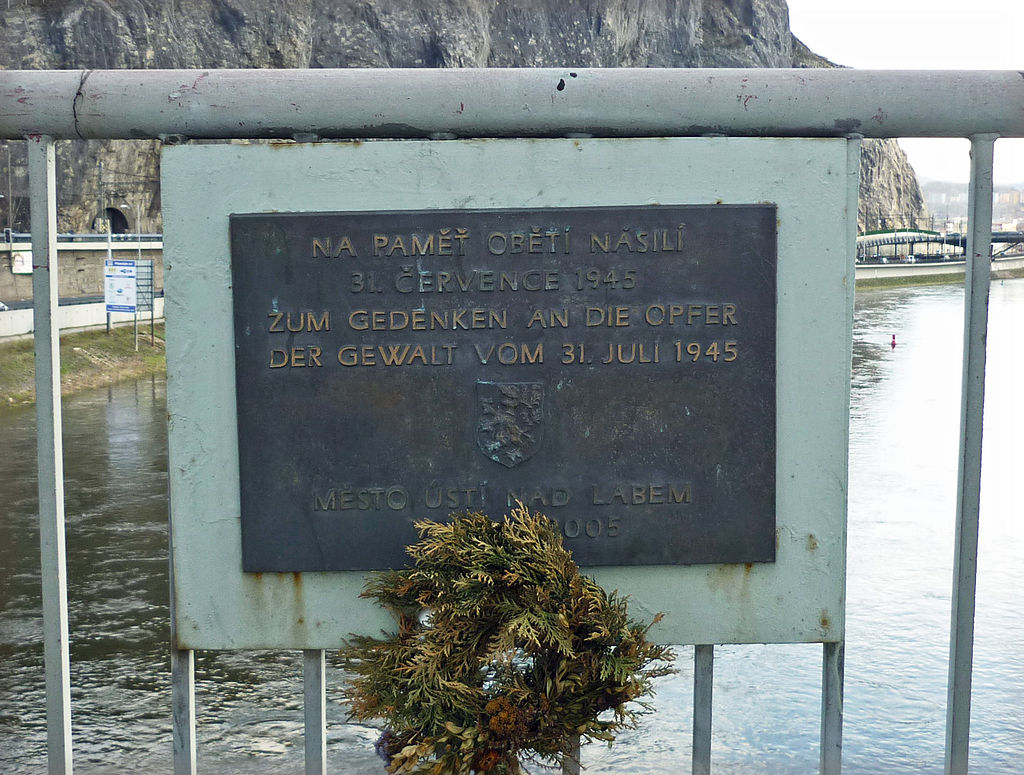 NA PAMĚŤ OBĚTÍ NÁSILÍ
31. ČERVENCE 1945
ZUM GEDENKEN AN DIE OPFER
DER GEWALT VOM 31. JULI 1945
MĚSTO ÚSTÍ NAD LABEM
2005